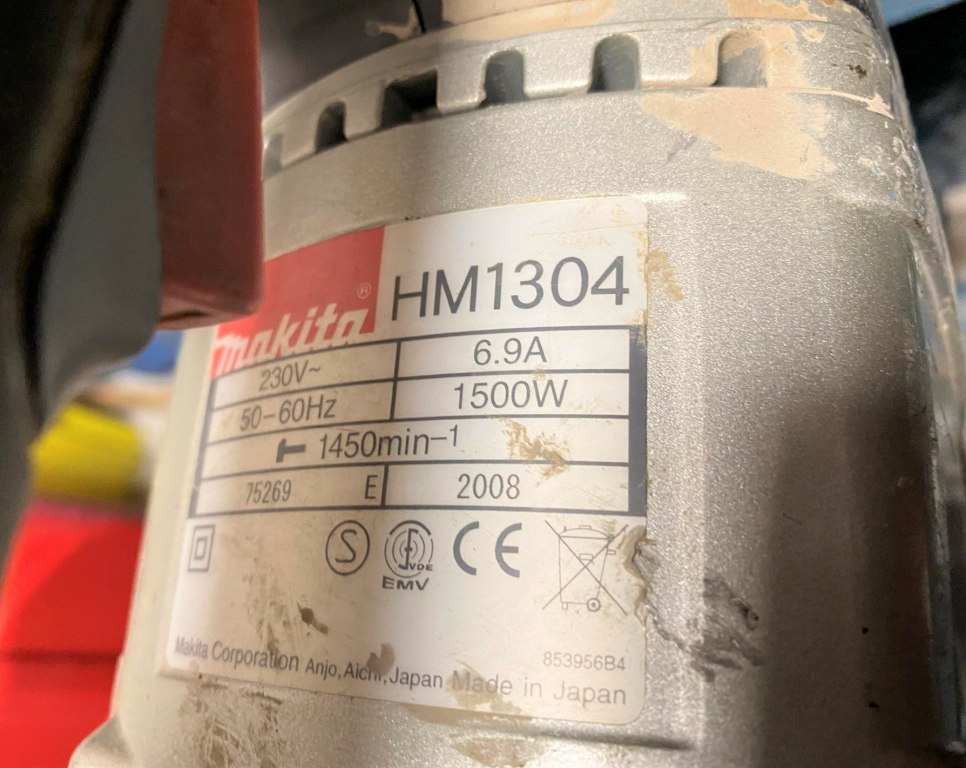 makita® HM1304
230V~ 6.9A
50-60Hz 1500W
1450min-1
75269 E 2008
S VDE CE
EMV
853956B4
Makita Corporation Anjo, Aichi, Japan Made in Japan